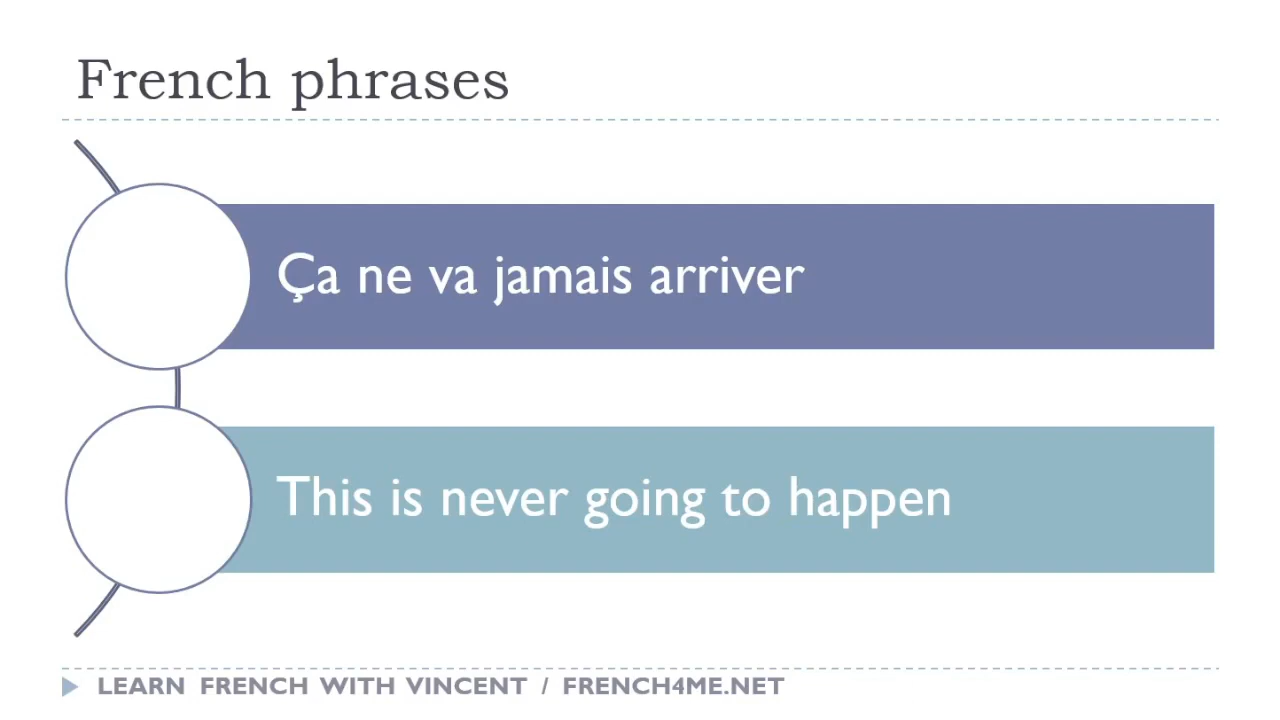 French phrases
Ça ne va jamais arriver
This is never going to happen
LEARN FRENCH WITH VINCENT / FRENCH4ME.NET